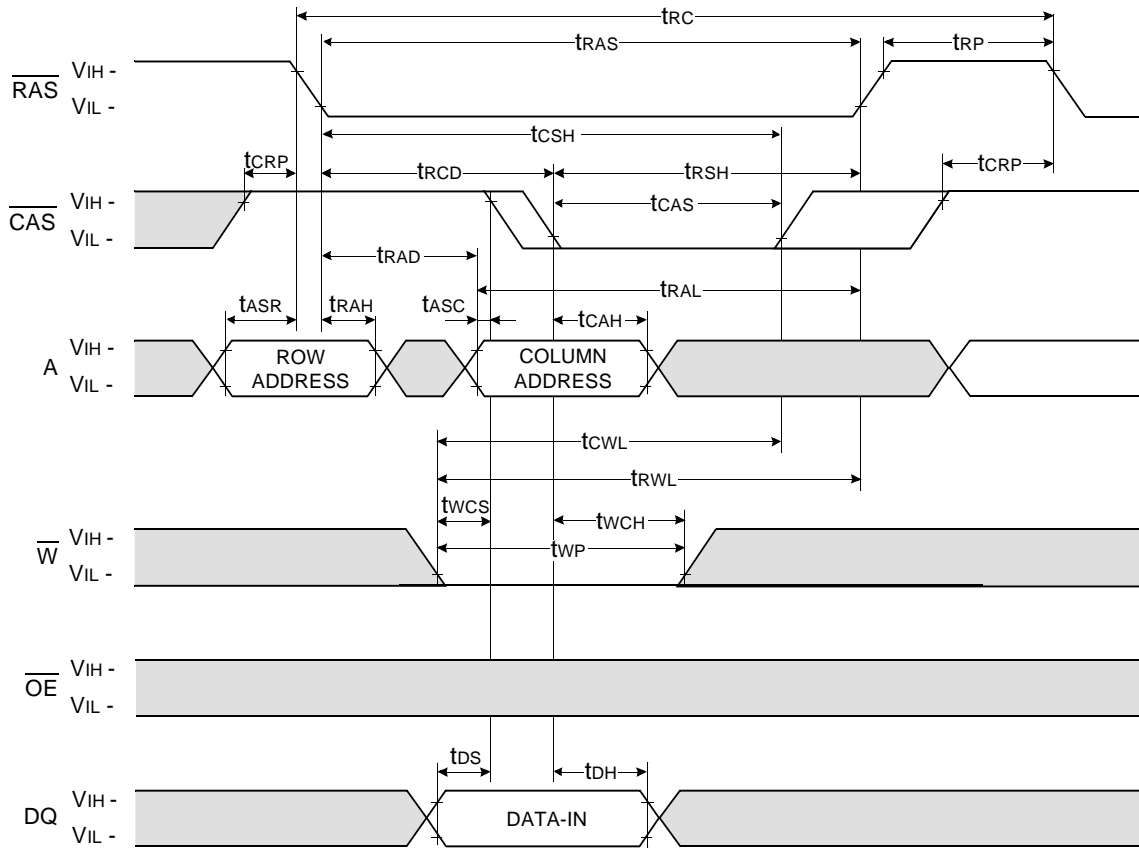 tRC
tRAS
tRP
RAS
VIH -
VIL -
tCSH
tCRP
tRCD
tRSH
tCRP
CAS
VIH -
VIL -
tCAS
tRAD
tRAL
tASR
tRAH
tASC
tCAH
A
VIH -
VIL -
ROW
ADDRESS
COLUMN
ADDRESS
tCWL
tRWL
tWCS
tWCH
W
VIH -
VIL -
tWP
OE
VIH -
VIL -
tDS
tDH
DQ
VIH -
VIL -
DATA-IN